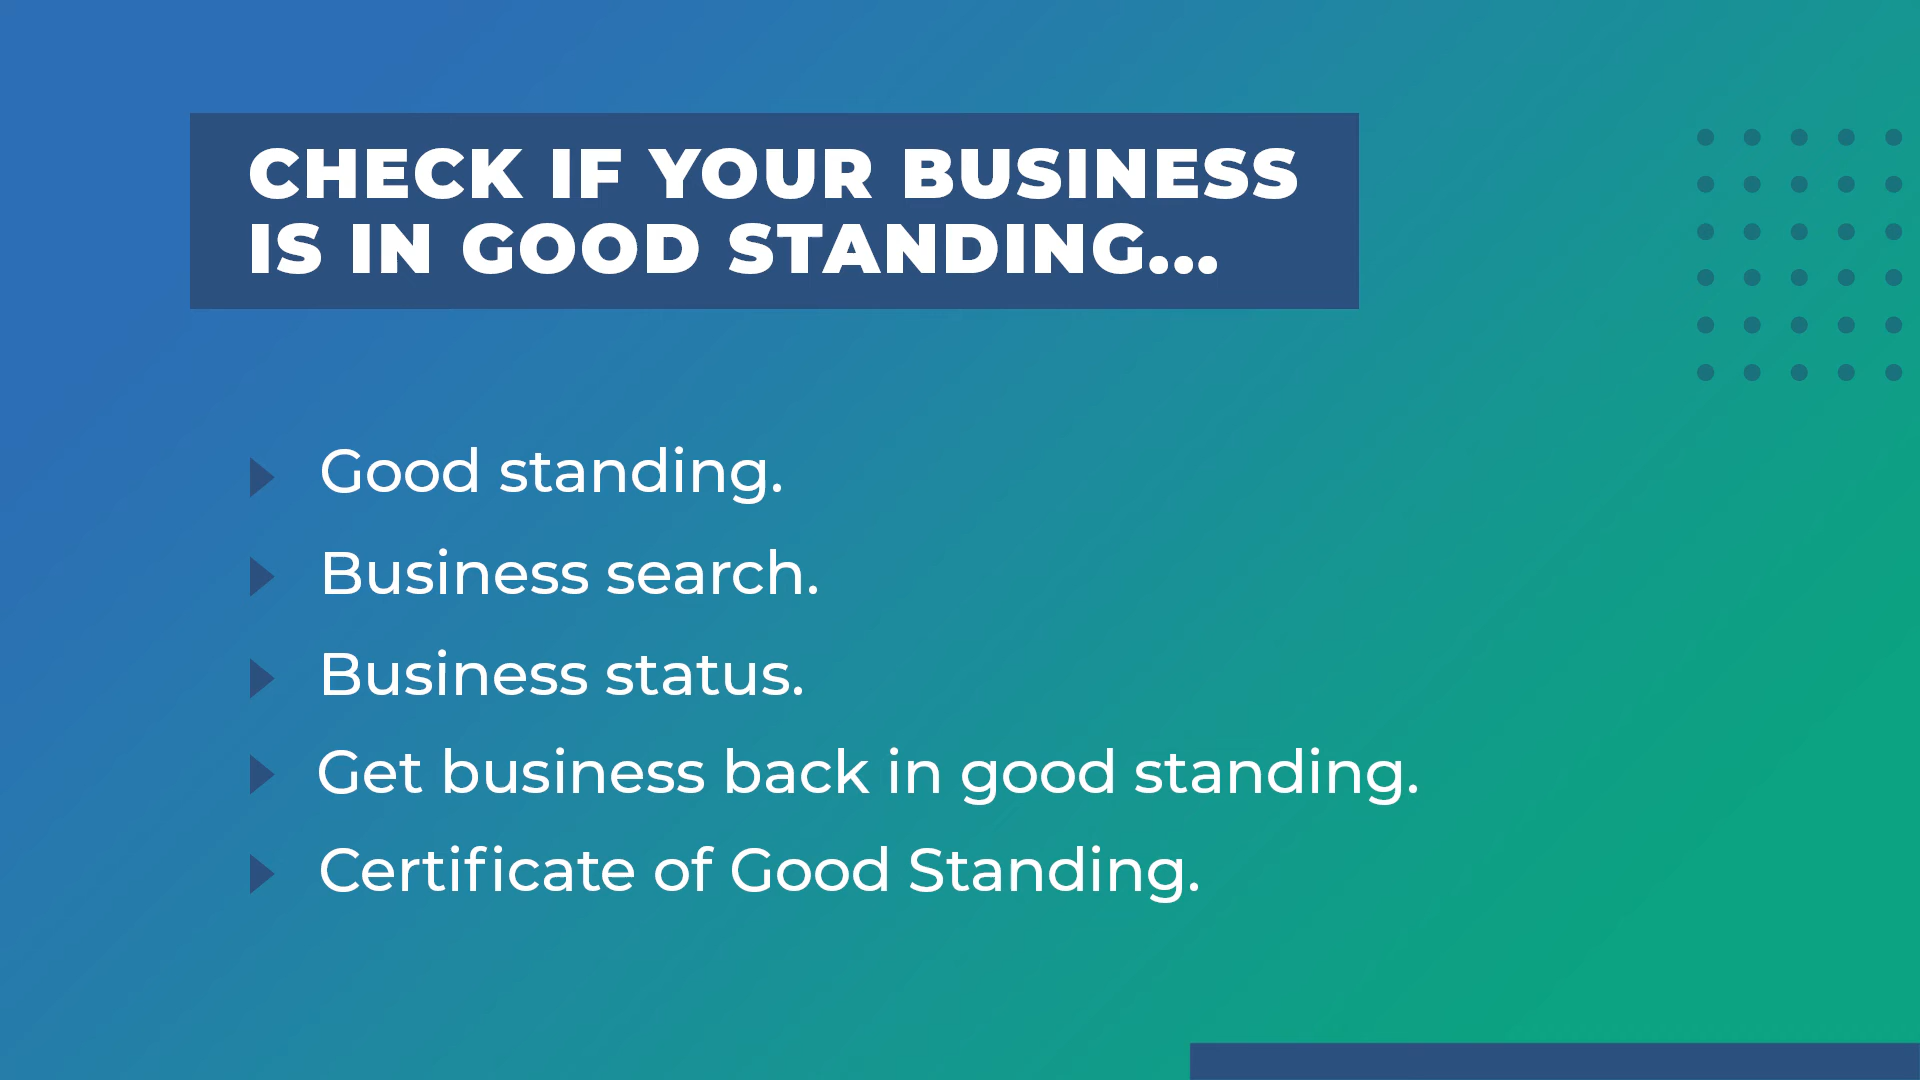 CHECK IF YOUR BUSINESS
IS IN GOOD STANDING...
Good standing.
Business search.
Business status.
Get business back in good standing.
Certificate of Good Standing.